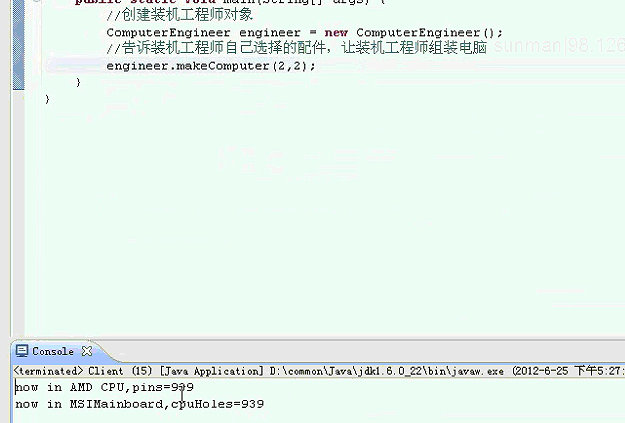 public static void main(String[] args) {
//创建装机工程师对象
ComputerEngineer engineer = new ComputerEngineer();
//告诉装机工程师自己选择的配件，让装机工程师组装电脑
engineer.makeComputer(2,2);
}
}
Console
<terminated> Client (15) [Java Application] D:\common\Java\jdk1.6.0_22\bin\javaw.exe (2012-6-25 下午5:27:
now in AMD CPU,pins=939
now in MSIMainboard,cpuHoles=939